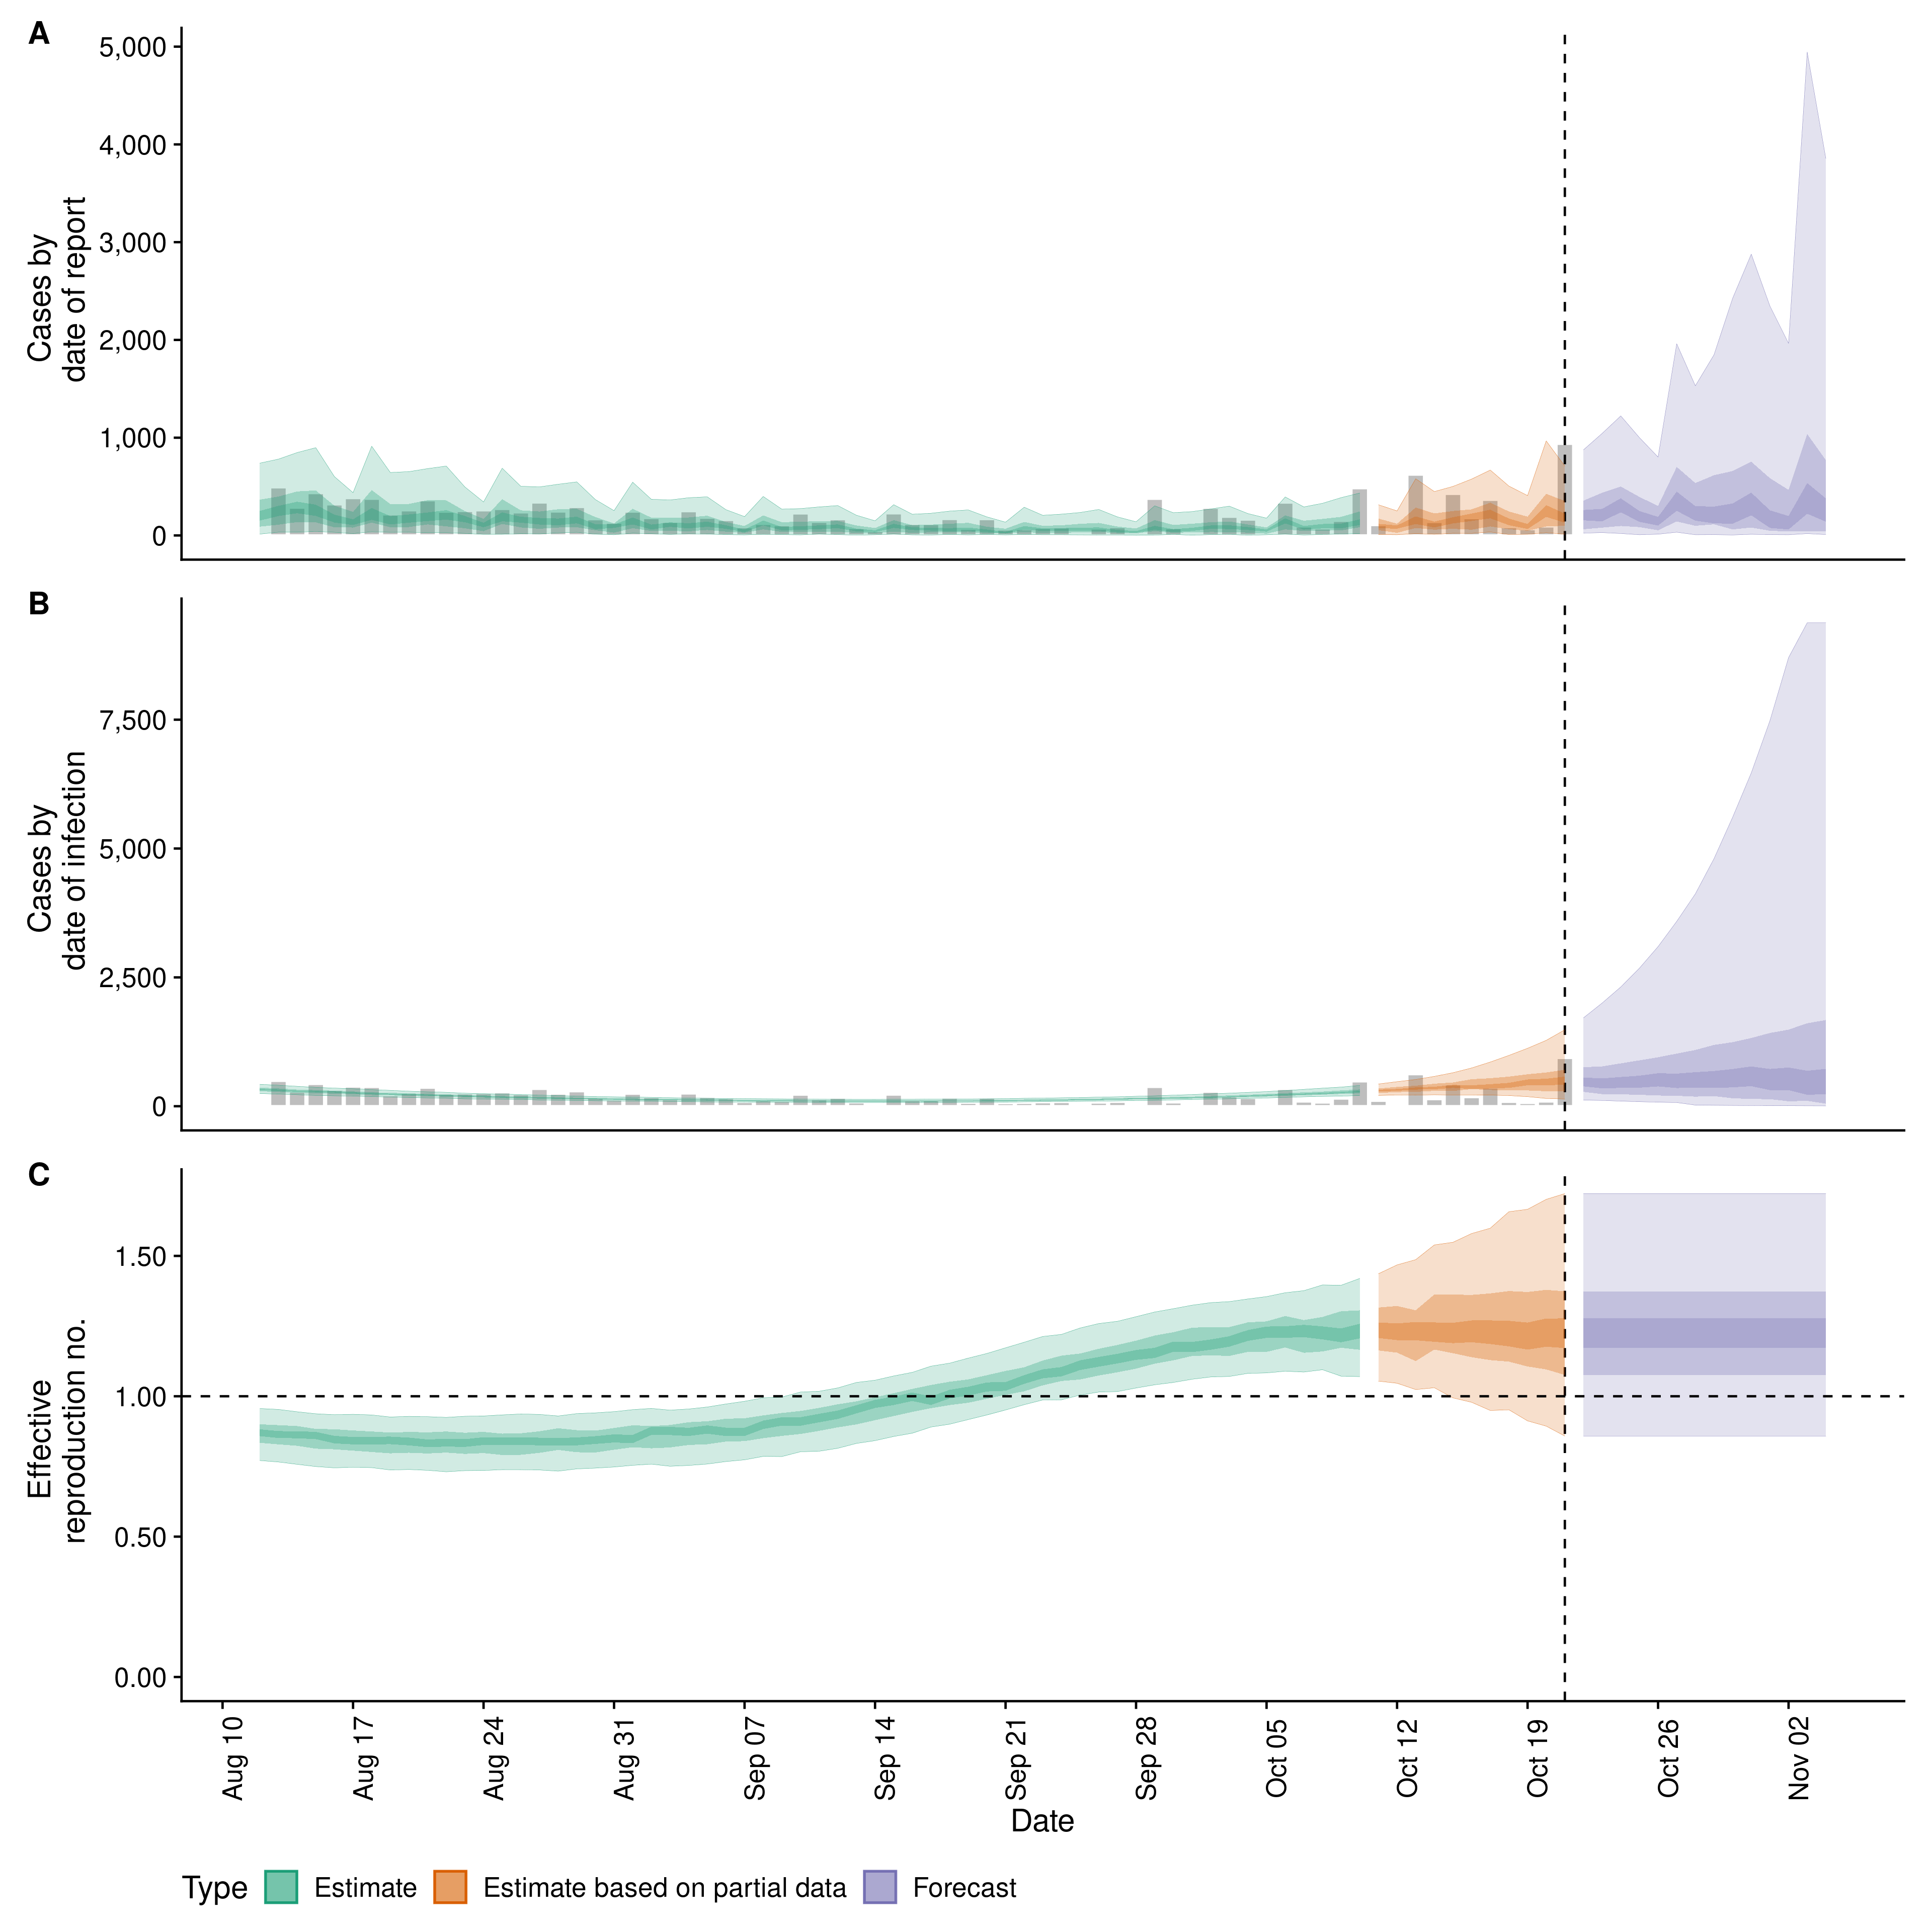 A
Cases by
date of report
5,000
4,000
3,000
2,000
1,000
0
B
Cases by
date of infection
7,500
5,000
2,500
0
C
Effective
reproduction no.
1.50
1.00
0.50
0.00
Aug 10
Aug 17
Aug 24
Aug 31
Sep 07
Sep 14
Sep 21
Sep 28
Oct 05
Oct 12
Oct 19
Oct 26
Nov 02
Date
Type Estimate Estimate based on partial data Forecast